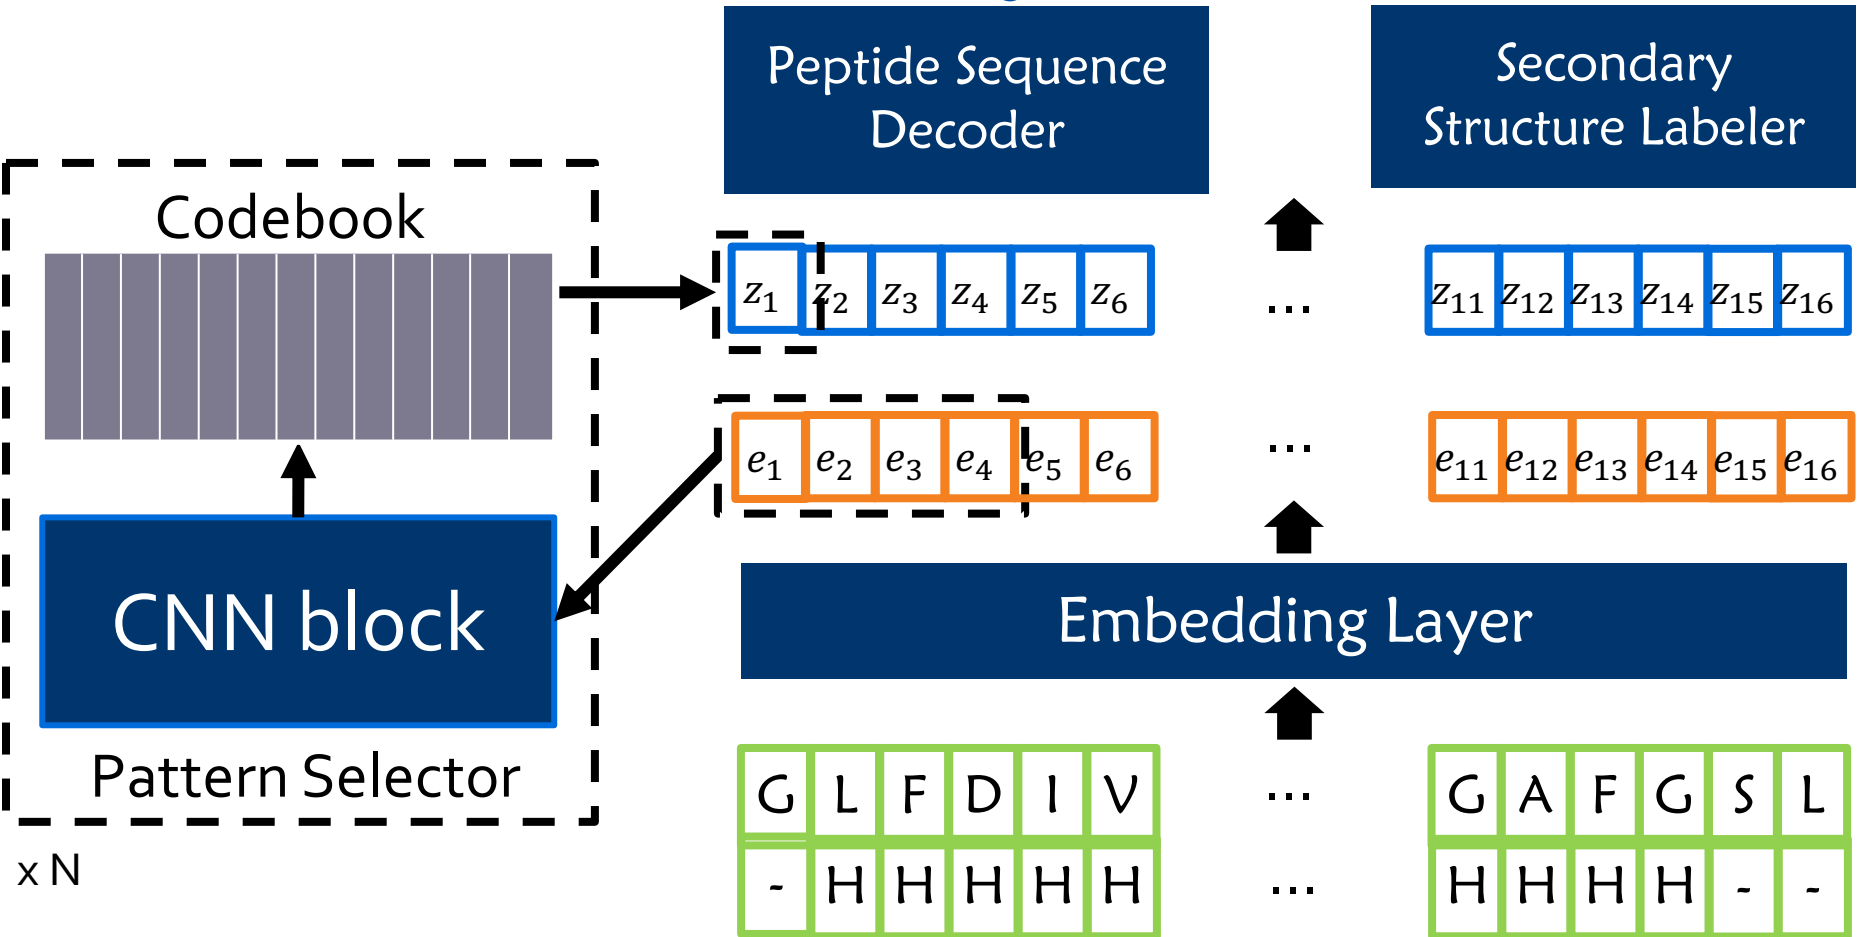 Peptide Sequence
Decoder
Secondary
Structure Labeler
Codebook
z1 z2 z3 z4 z5 z6 ... z11 z12 z13 z14 z15 z16
e1 e2 e3 e4 e5 e6 ... e11 e12 e13 e14 e15 e16
CNN block
Embedding Layer
Pattern Selector
G L F D I V ... G A F G S L
- H H H H H ... H H H H - -
x N